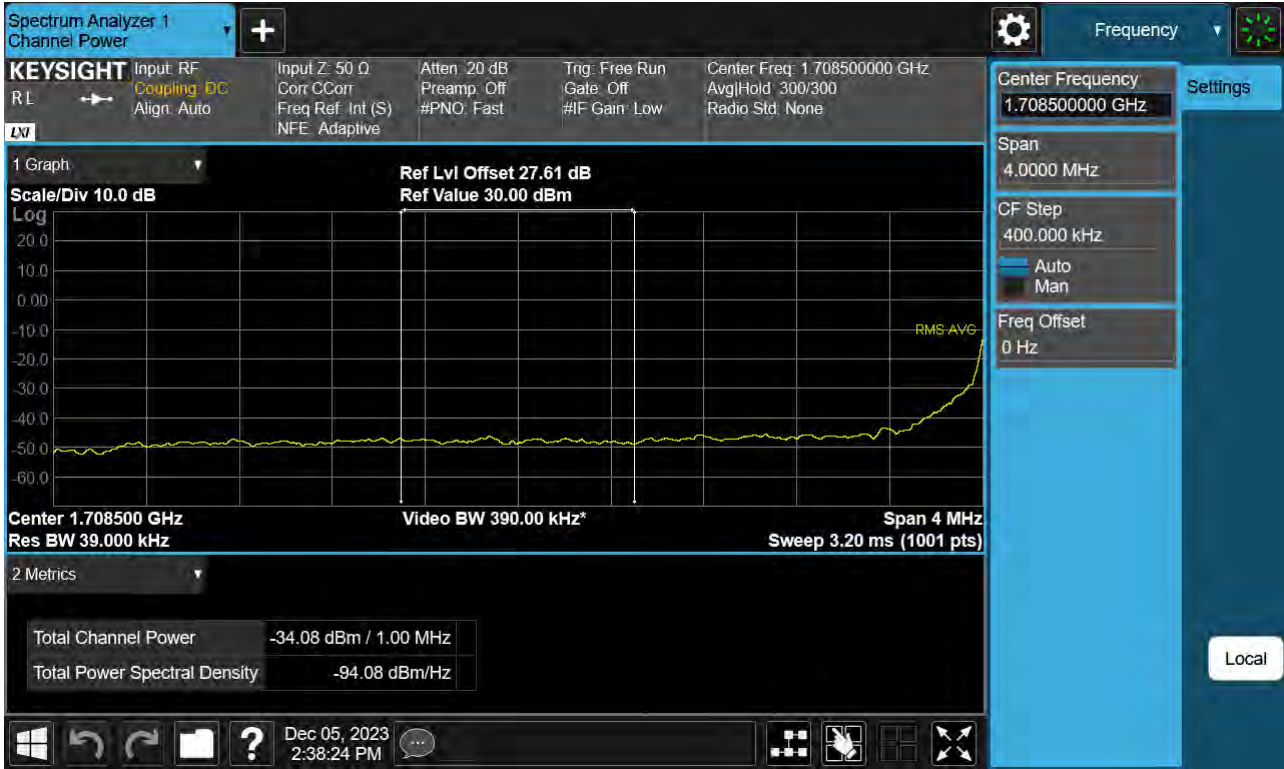 Spectrum Analyzer 1
Channel Power
Frequency
KEYSIGHT
R L
LXI
Input: RF
Coupling: DC
Align: Auto
Input Z: 50 Ω
Corr CCorr
Freq Ref: Int (S)
NFE: Adaptive
Atten: 20 dB
Preamp: Off
#PNO: Fast
Trig: Free Run
Gate: Off
#IF Gain: Low
Center Freq: 1.708500000 GHz
Avg|Hold: 300/300
Radio Std: None
Center Frequency
1.708500000 GHz
Settings
Span
4.0000 MHz
CF Step
400.000 kHz
Auto
Man
Freq Offset
0 Hz
1 Graph
Ref Lvl Offset 27.61 dB
Scale/Div 10.0 dB
Ref Value 30.00 dBm
Log
20.0
10.0
0.00
-10.0
RMS AVG
-20.0
-30.0
-40.0
-50.0
-60.0
Center 1.708500 GHz
Video BW 390.00 kHz*
Span 4 MHz
Res BW 39.000 kHz
Sweep 3.20 ms (1001 pts)
2 Metrics
Total Channel Power -34.08 dBm / 1.00 MHz
Total Power Spectral Density -94.08 dBm/Hz
Local
?
Dec 05, 2023
2:38:24 PM